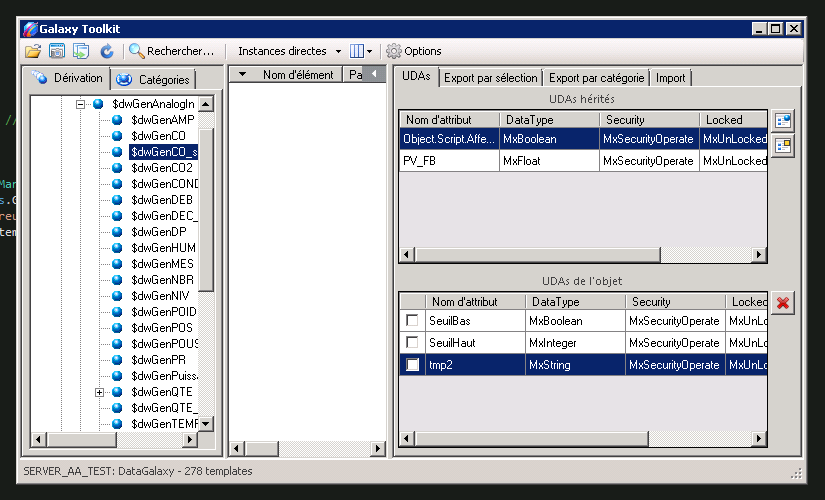 Galaxy Toolkit
Rechercher... Instances directes Options
Dérivation Catégories
$dwGenAnalogIn
$dwGenAMP
$dwGenCO
$dwGenCO_s
$dwGenCO2
$dwGenCOND
$dwGenDEB
$dwGenDEC_
$dwGenDP
$dwGenHUM
$dwGenMES
$dwGenNBR
$dwGenNIV
$dwGenPOID
$dwGenPOS
$dwGenPOUS
$dwGenPR
$dwGenPuiss
$dwGenQTE
$dwGenQTE_
$dwGenTEMF
Nom d'élément Pa
UDAs Export par sélection Export par catégorie Import
UDAs hérités
Nom d'attribut DataType Security Locked
Object.Script.Affe... MxBoolean MxSecurityOperate MxUnLocked
PV_FB MxFloat MxSecurityOperate MxUnLocked
UDAs de l'objet
Nom d'attribut DataType Security Locked
SeuilBas MxBoolean MxSecurityOperate MxUnLo
SeuilHaut MxInteger MxSecurityOperate MxUnLo
tmp2 MxString MxSecurityOperate MxUnLo
SERVER_AA_TEST: DataGalaxy - 278 templates
//
Mar
s.
reu
tem